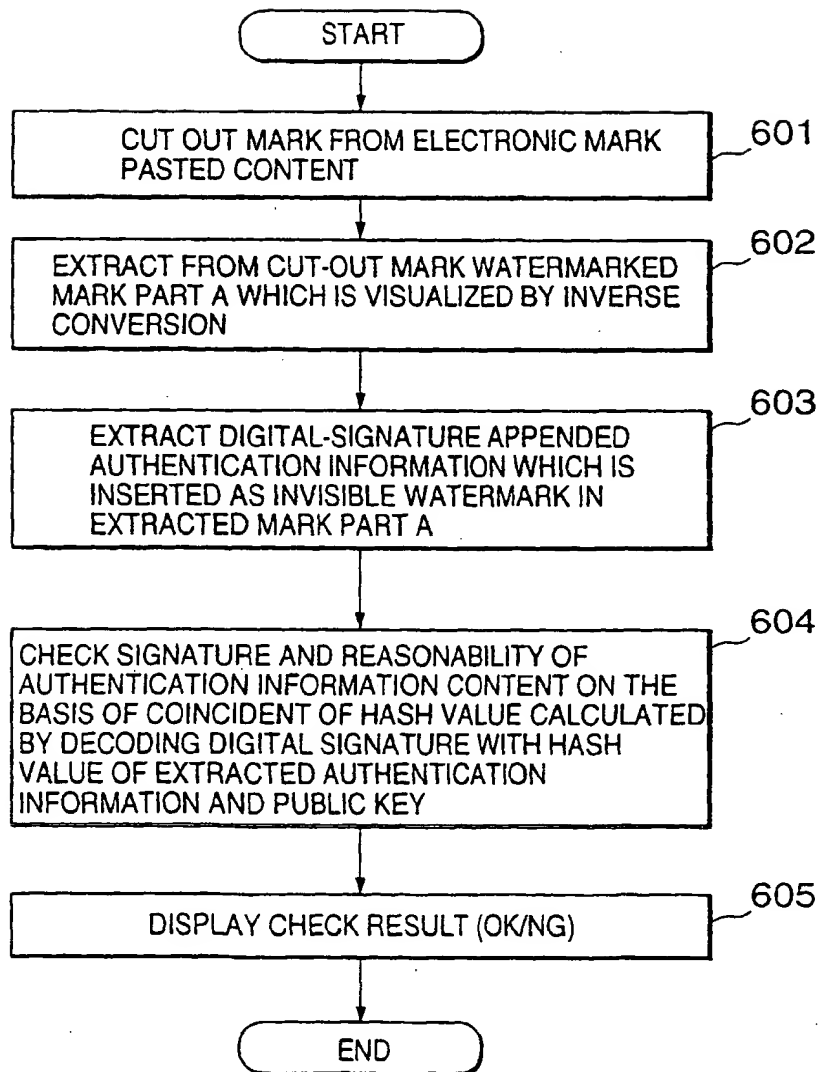 START
CUT OUT MARK FROM ELECTRONIC MARK
PASTED CONTENT
601
EXTRACT FROM CUT-OUT MARK WATERMARKED
MARK PART A WHICH IS VISUALIZED BY INVERSE
CONVERSION
602
EXTRACT DIGITAL-SIGNATURE APPENDED
AUTHENTICATION INFORMATION WHICH IS
INSERTED AS INVISIBLE WATERMARK IN
EXTRACTED MARK PART A
603
CHECK SIGNATURE AND REASONABILITY OF
AUTHENTICATION INFORMATION CONTENT ON THE
BASIS OF COINCIDENT OF HASH VALUE CALCULATED
BY DECODING DIGITAL SIGNATURE WITH HASH
VALUE OF EXTRACTED AUTHENTICATION
INFORMATION AND PUBLIC KEY
604
DISPLAY CHECK RESULT (OK/NG)
605
END